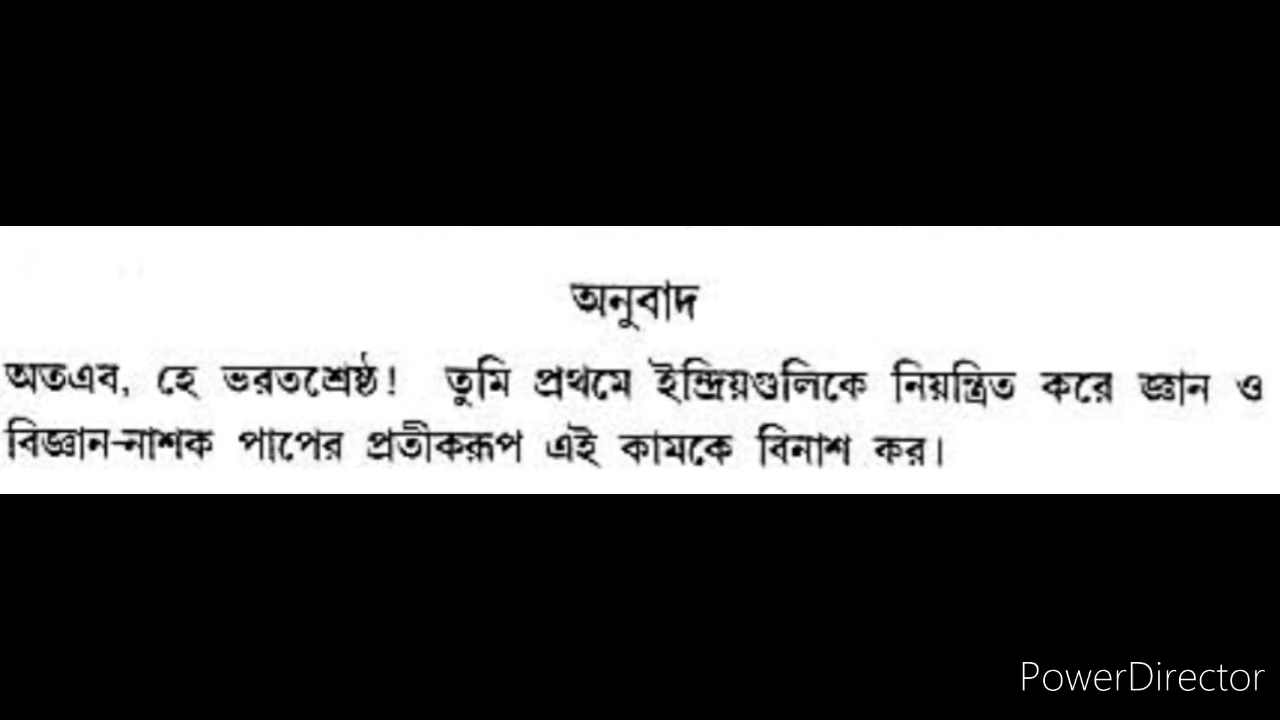 অনুবাদ
অতএব, হে ভরতশ্রেষ্ঠ! তুমি প্রথমে ইন্দ্রিয়গুলিকে নিয়ন্ত্রিত করে জ্ঞান ও
বিজ্ঞান-নাশক পাপের প্রতীকরূপ এই কামকে বিনাশ কর।
PowerDirector